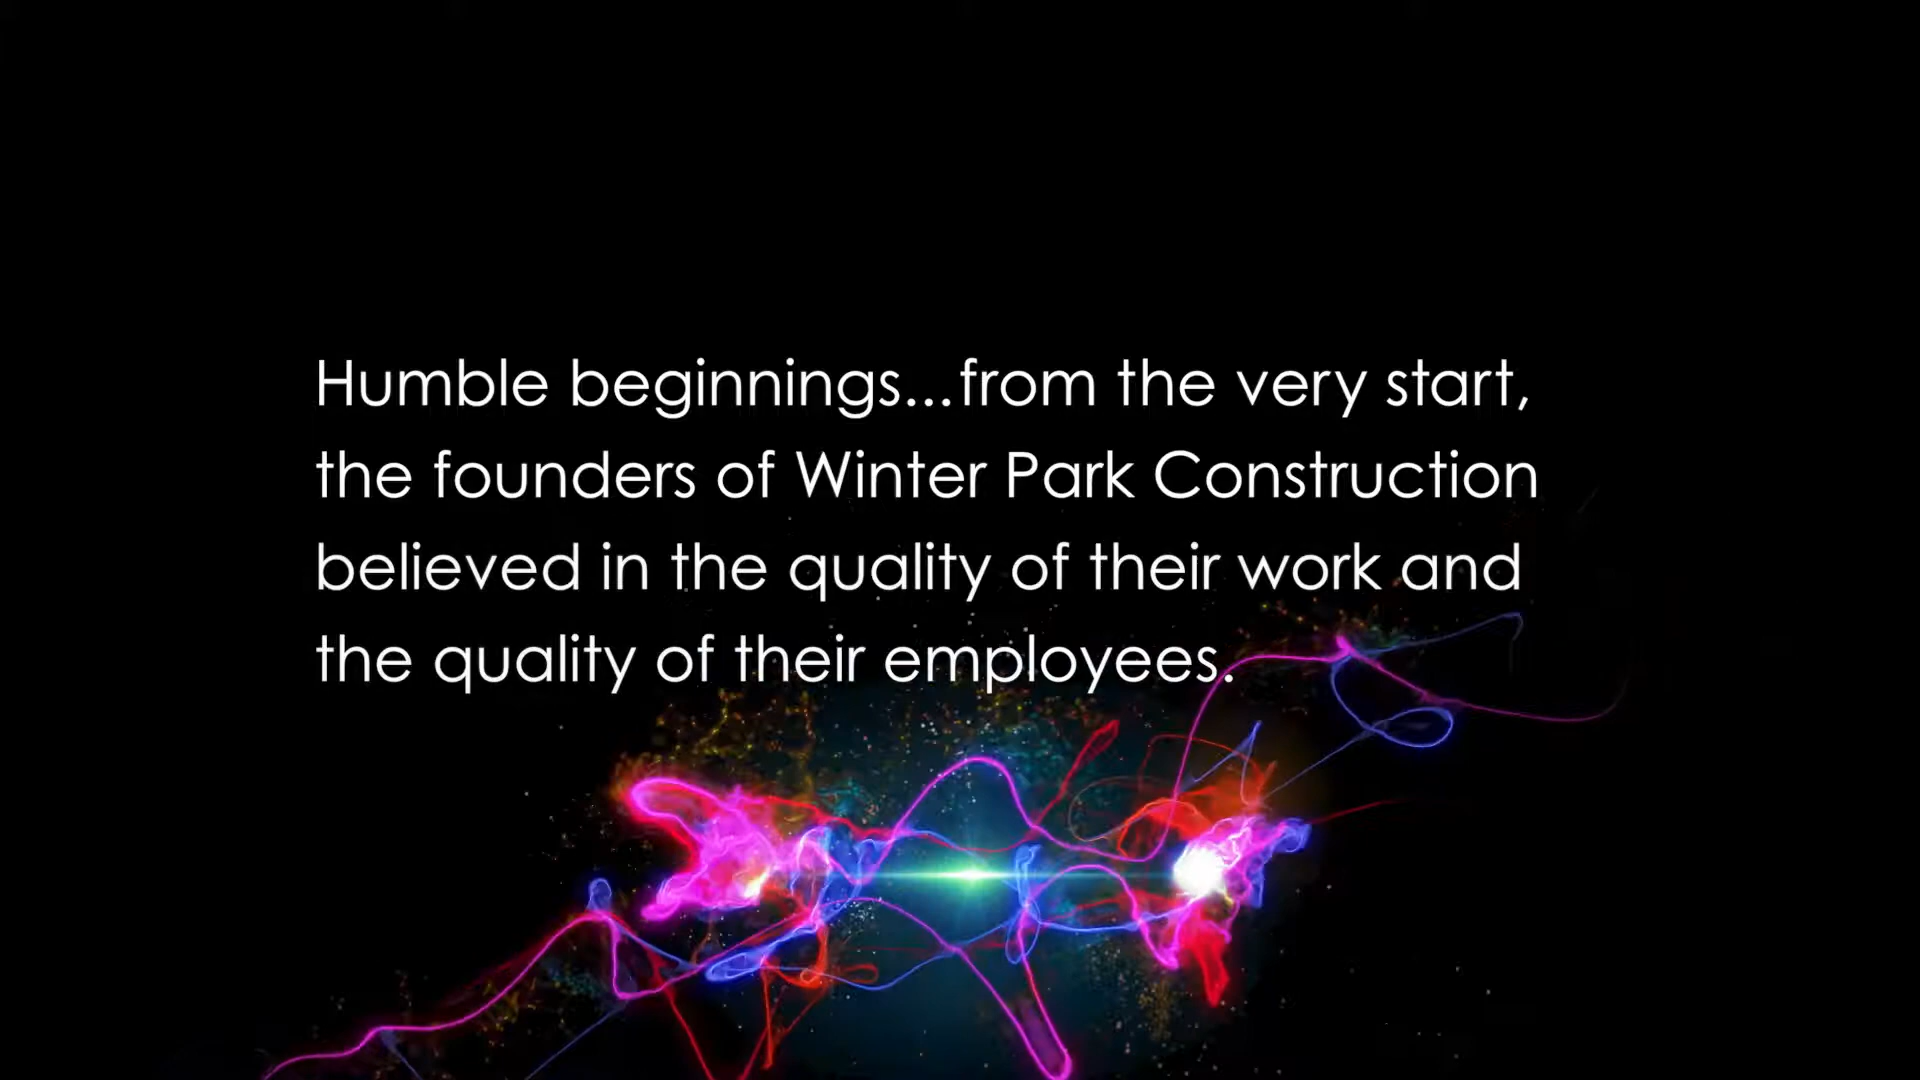 Humble beginnings...from the very start,
the founders of Winter Park Construction
believed in the quality of their work and
the quality of their employees.